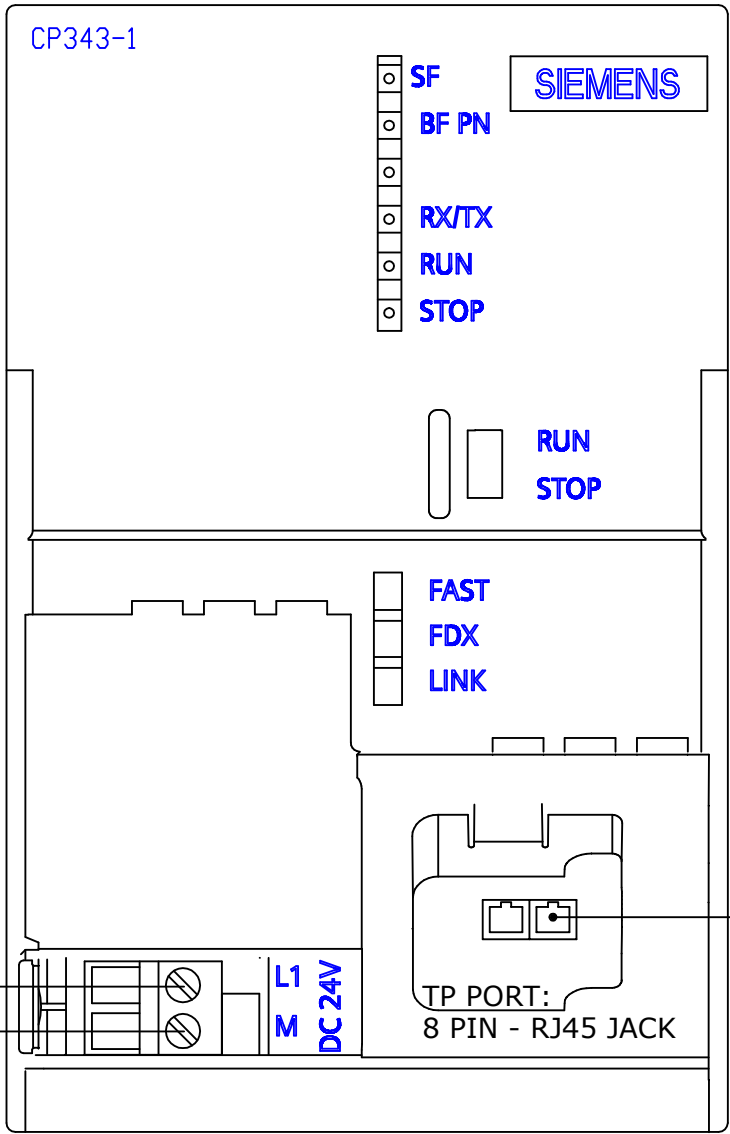 CP343-1
SIEMENS
SF
BF PN
RX/TX
RUN
STOP
RUN
STOP
FAST
FDX
LINK
L1
M
DC 24V
TP PORT:
8 PIN - RJ45 JACK